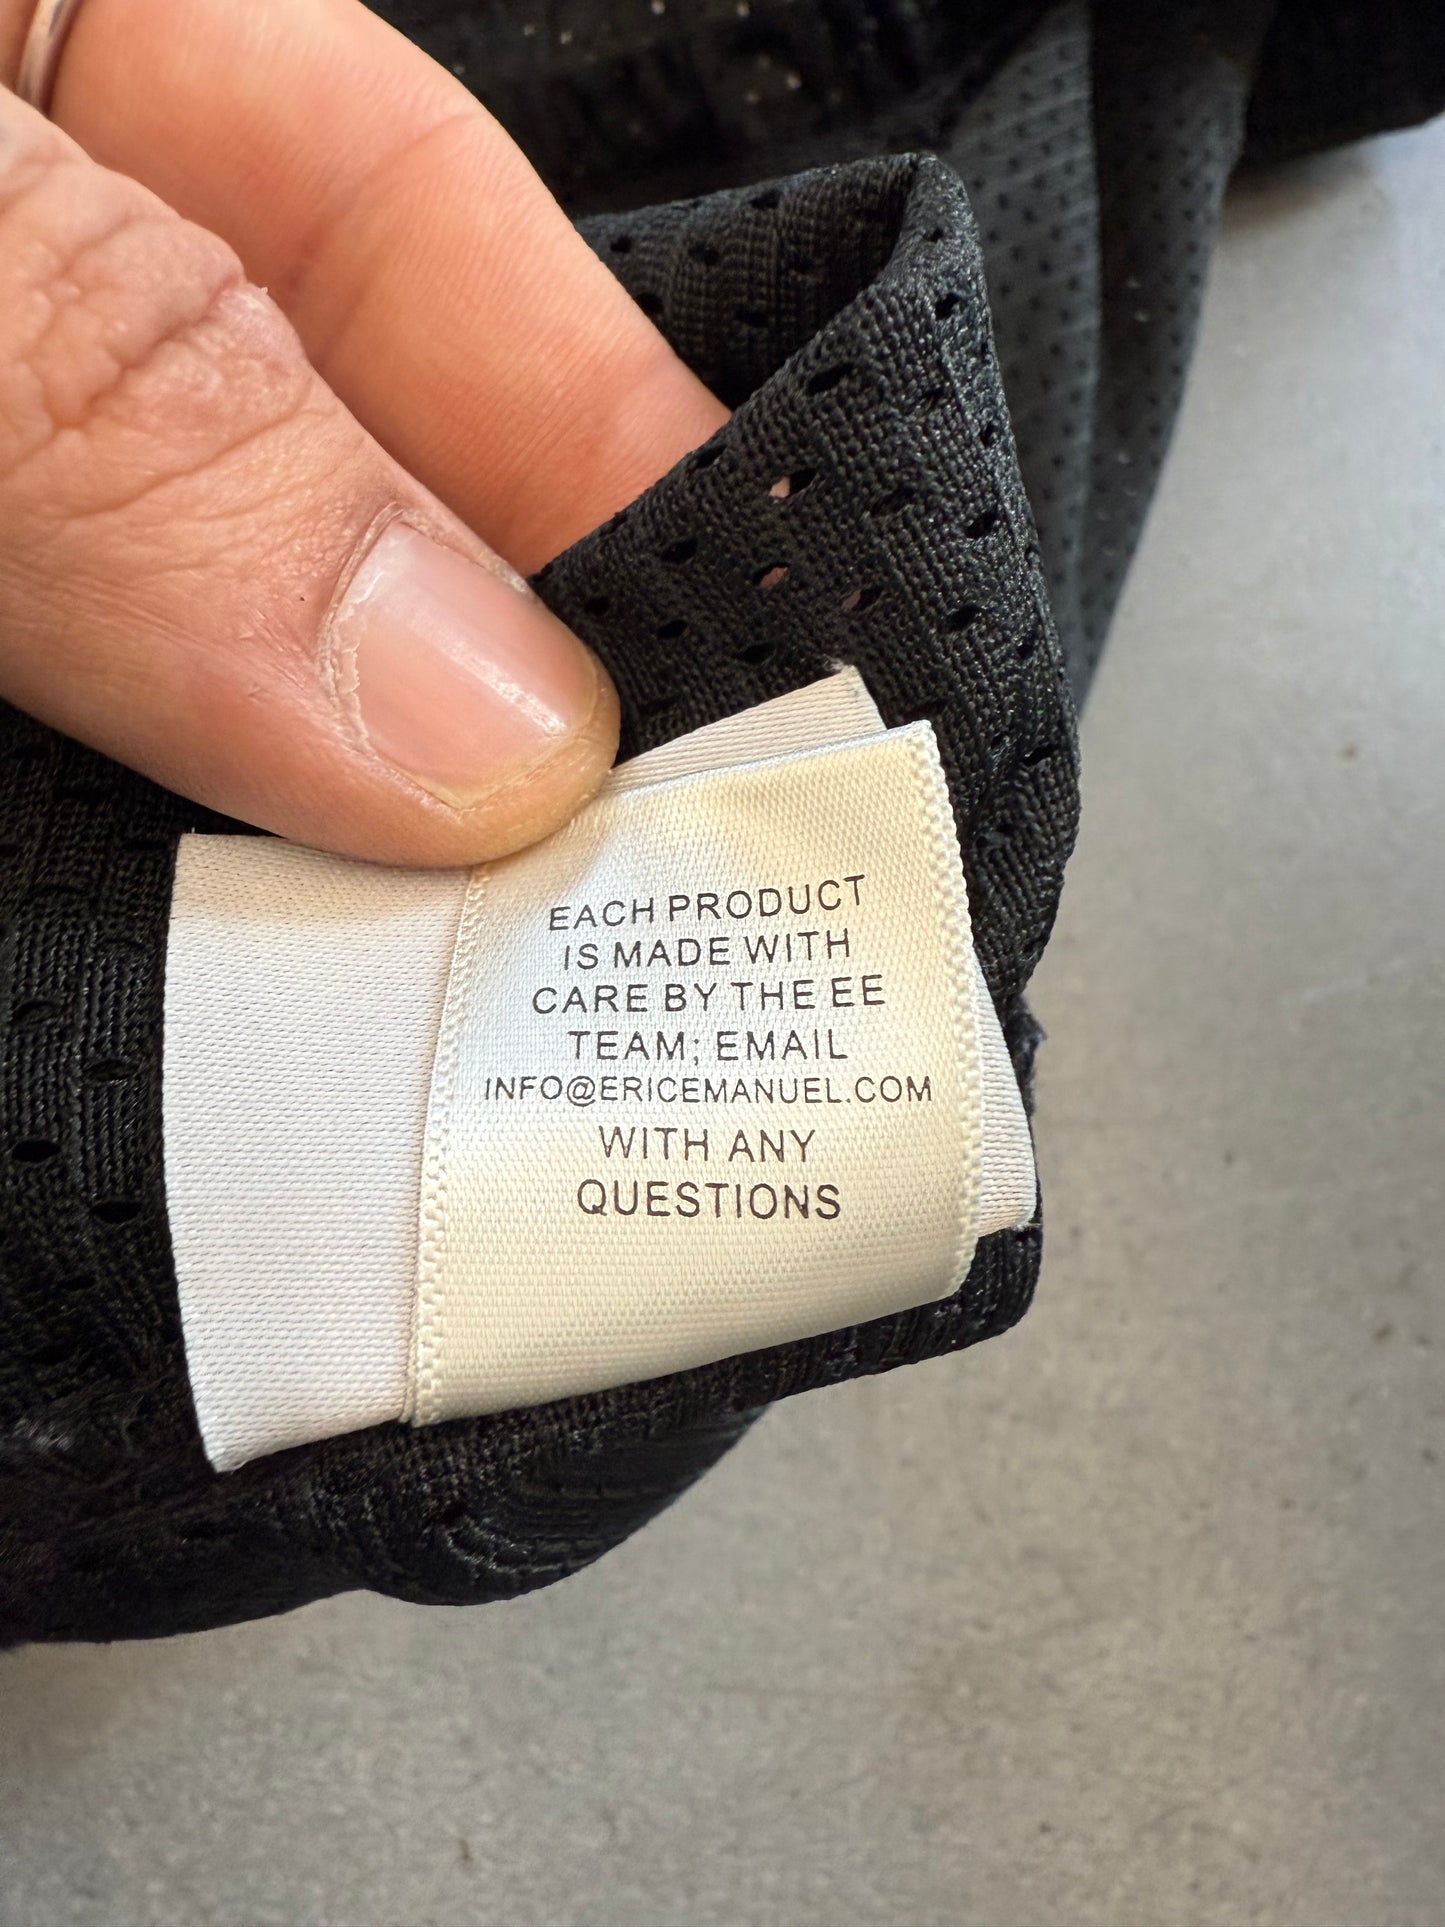 EACH PRODUCT
IS MADE WITH
CARE BY THE EE
TEAM; EMAIL
INFO@ERICEMANUEL.COM
WITH ANY
QUESTIONS